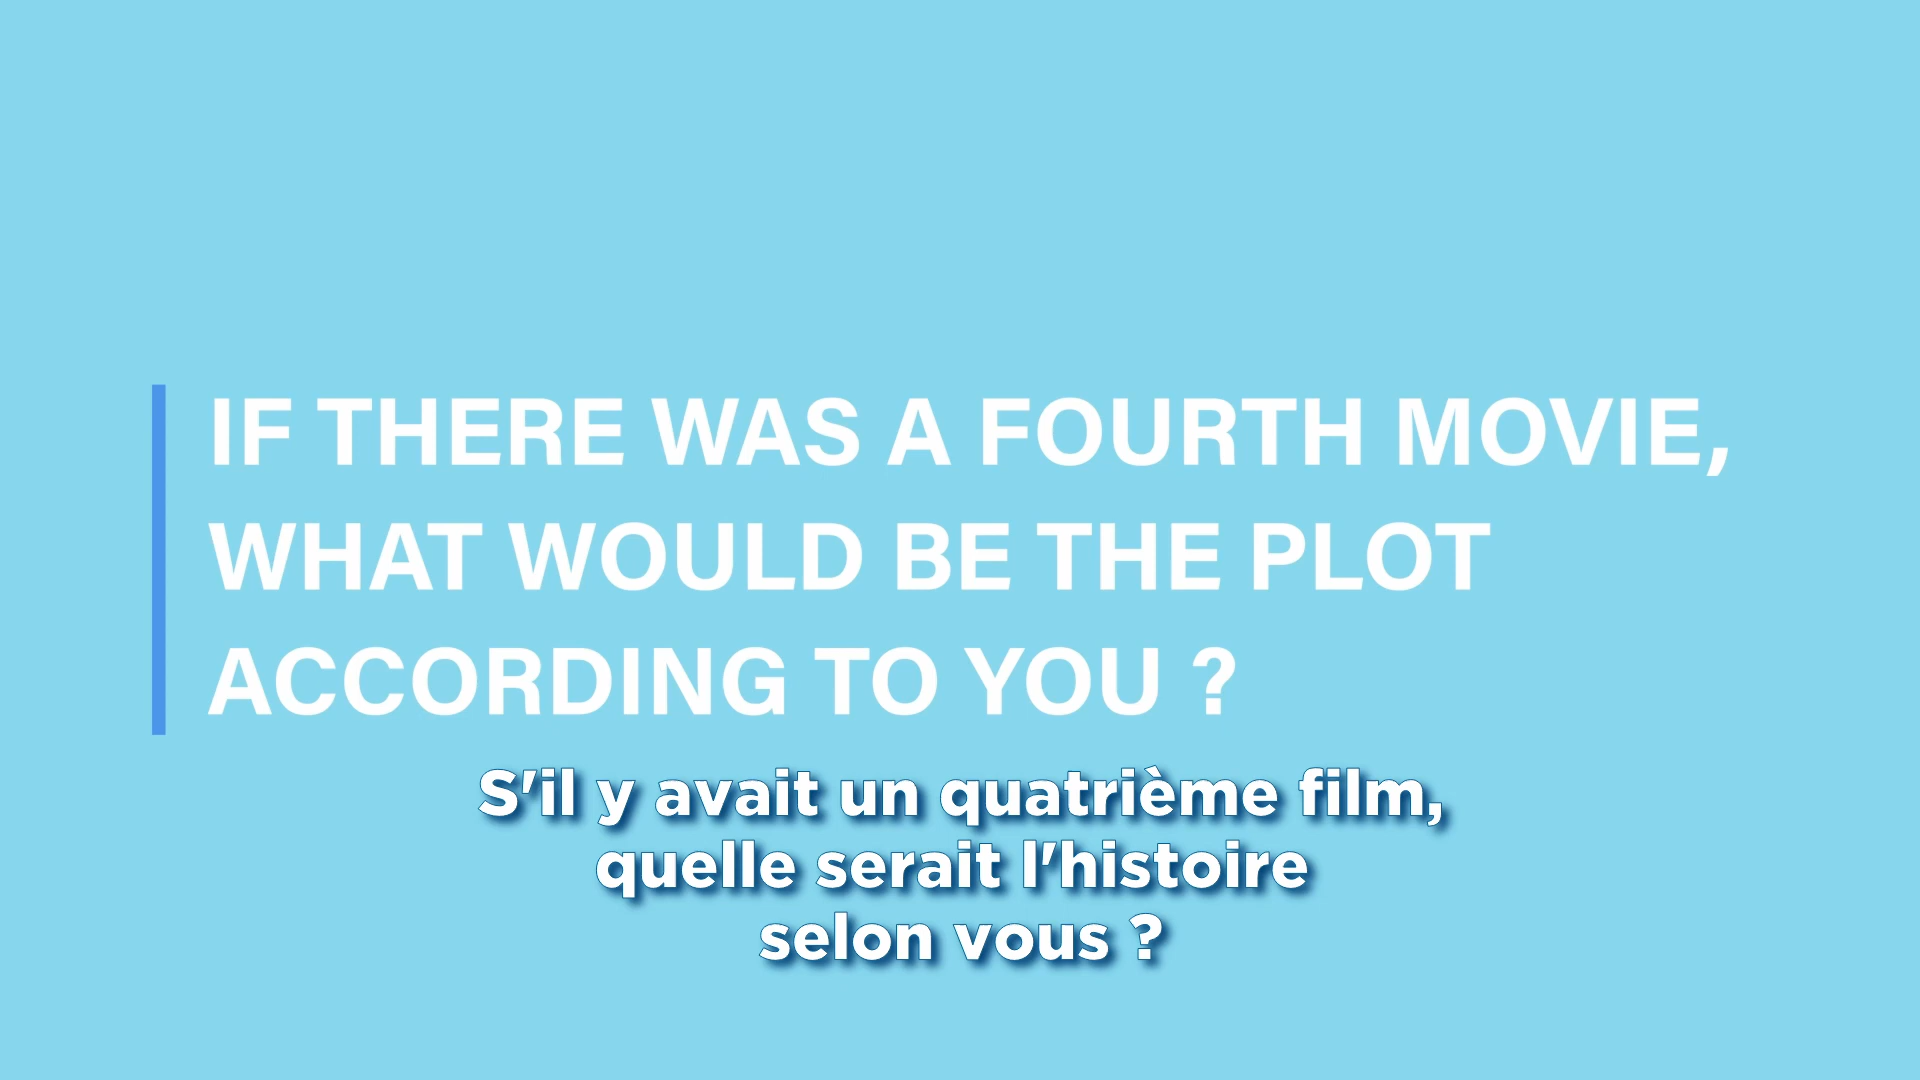 IF THERE WAS A FOURTH MOVIE,
WHAT WOULD BE THE PLOT
ACCORDING TO YOU ?
S'il y avait un quatrième film,
quelle serait l'histoire
selon vous ?